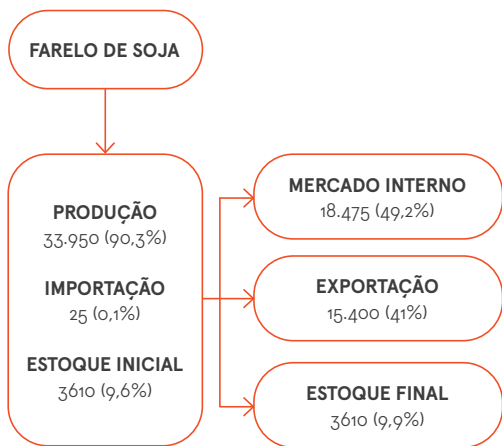 FARELO DE SOJA
PRODUÇÃO
33.950 (90,3%)
IMPORTAÇÃO
25 (0,1%)
ESTOQUE INICIAL
3610 (9,6%)
MERCADO INTERNO
18.475 (49,2%)
EXPORTAÇÃO
15.400 (41%)
ESTOQUE FINAL
3610 (9,9%)